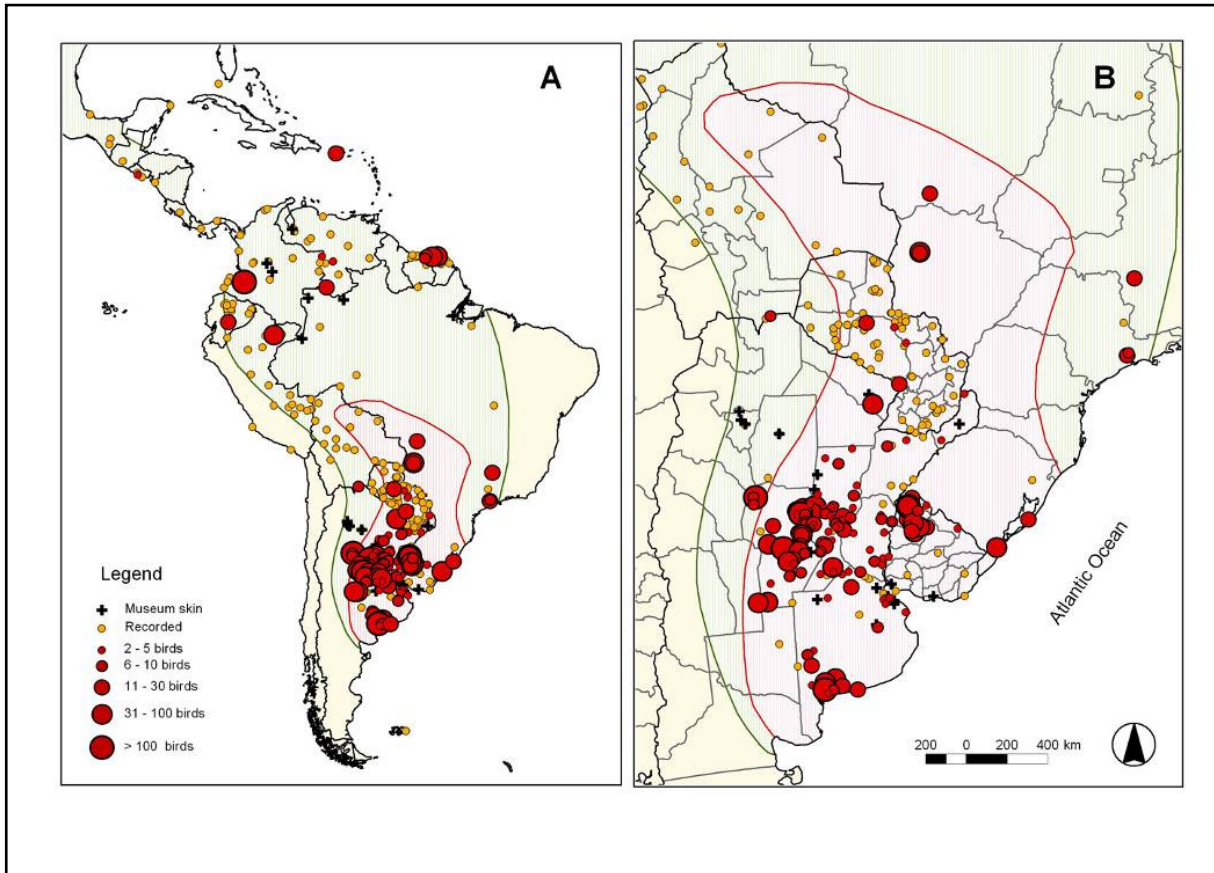 A
Legend
Museum skin
Recorded
2 - 5 birds
6 - 10 birds
11 - 30 birds
31 - 100 birds
> 100 birds
B
Atlantic Ocean
200 0 200 400 km